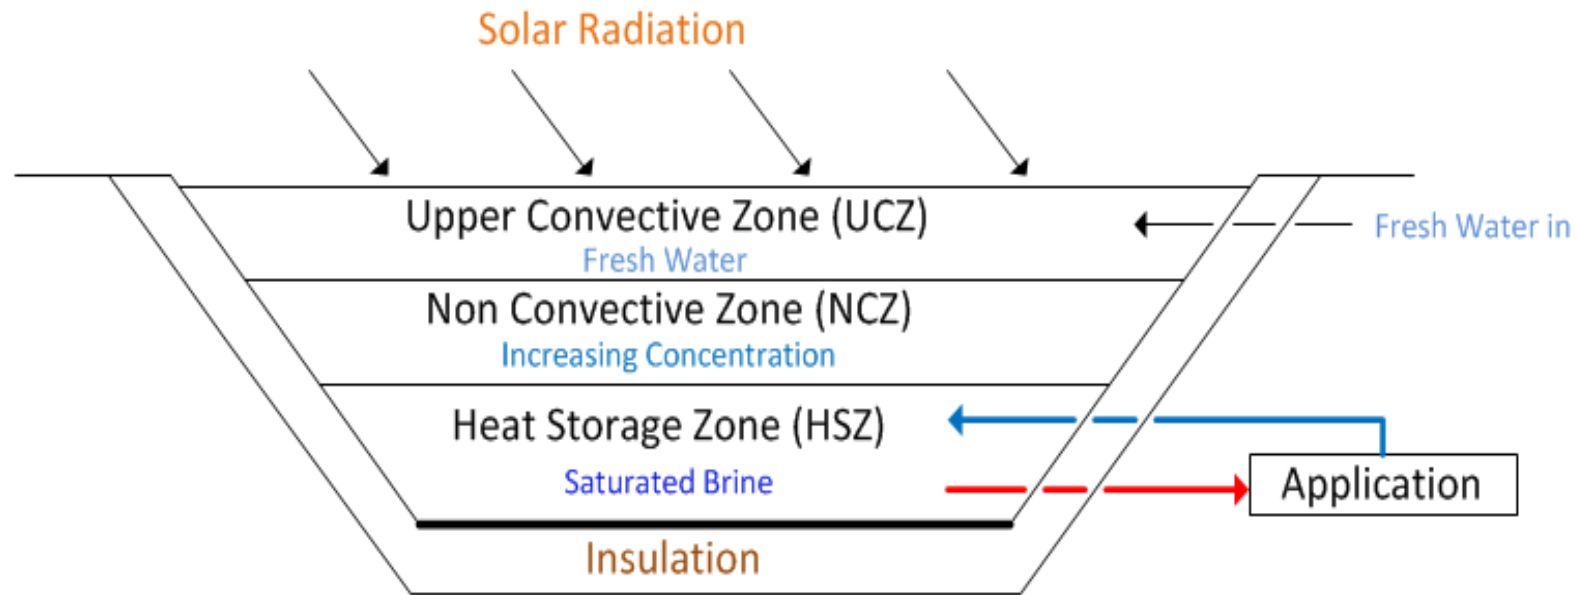 Solar Radiation
Upper Convective Zone (UCZ)
Fresh Water in
Fresh Water
Non Convective Zone (NCZ)
Increasing Concentration
Heat Storage Zone (HSZ)
Saturated Brine
Application
Insulation